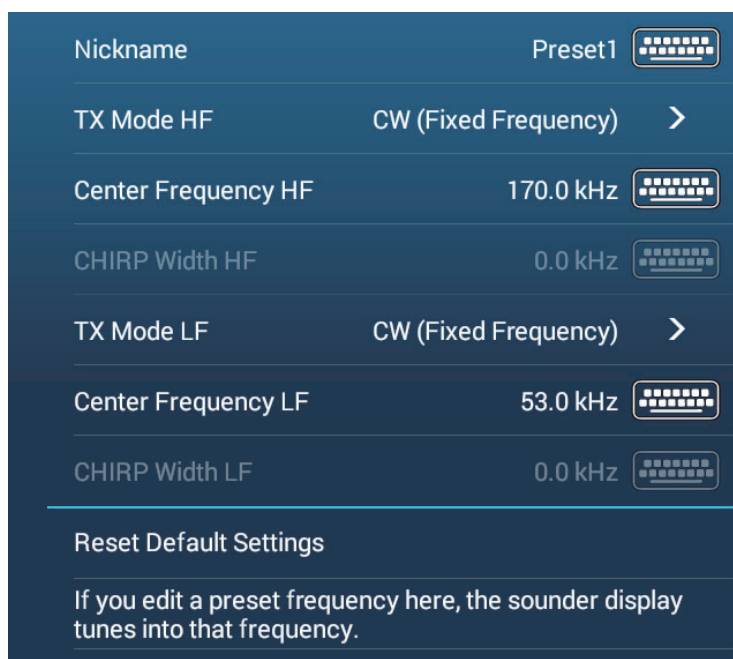 Nickname Preset1
TX Mode HF CW (Fixed Frequency)
Center Frequency HF 170.0 kHz
CHIRP Width HF 0.0 kHz
TX Mode LF CW (Fixed Frequency)
Center Frequency LF 53.0 kHz
CHIRP Width LF 0.0 kHz
Reset Default Settings
If you edit a preset frequency here, the sounder display
tunes into that frequency.